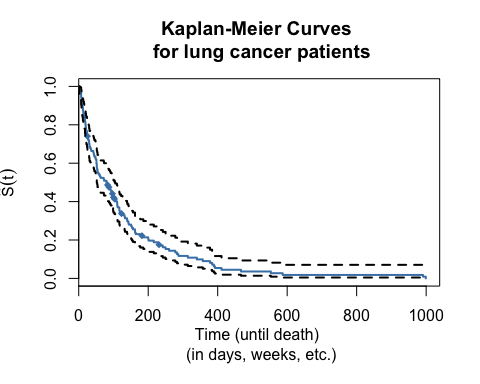 Kaplan-Meier Curves
for lung cancer patients
S(t)
1.0
0.8
0.6
0.4
0.2
0.0
0 200 400 600 800 1000
Time (until death)
(in days, weeks, etc.)